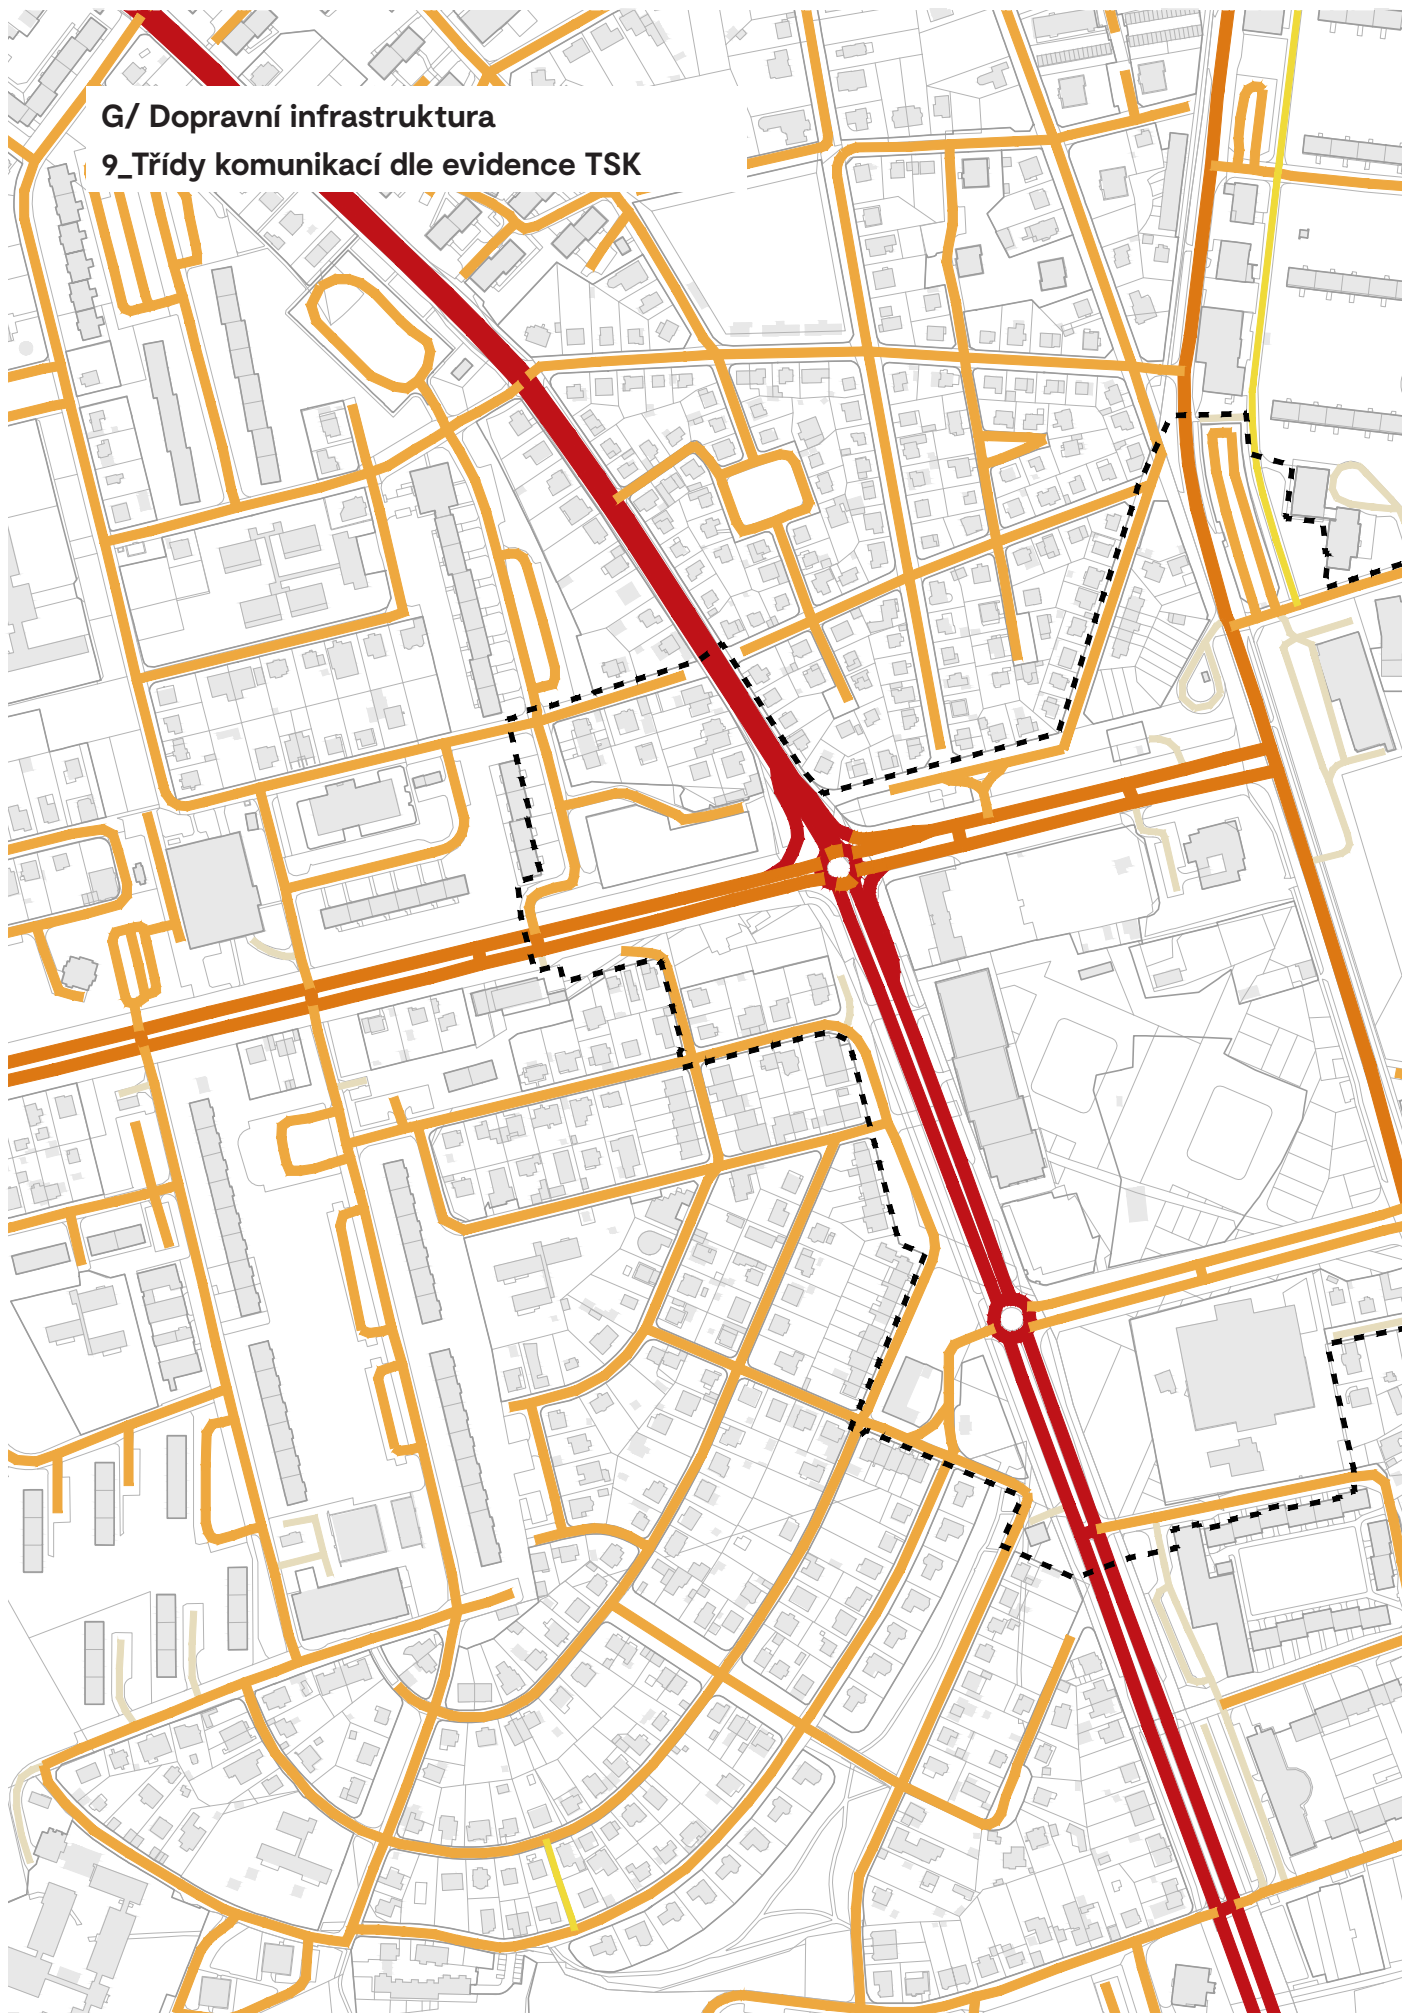 G/ Dopravní infrastruktura
9_Třídy komunikací dle evidence TSK